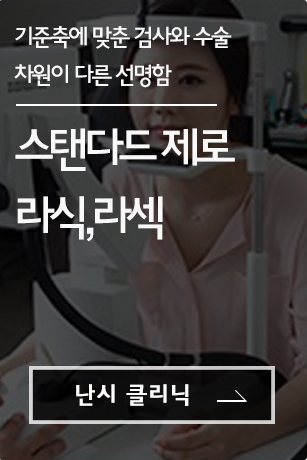 기준축에 맞춘 검사와 수술
차원이 다른 선명함
스탠다드 제로
라식,라섹
난시 클리닉